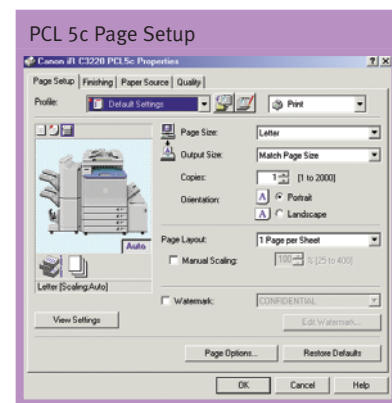 PCL 5c Page Setup
Canon iR C3220 PCL5c Properties
Page Setup Finishing Paper Source Quality
Profile: Default Settings Print
Page Size: Letter
Output Size: Match Page Size
Copies: 1 [1 to 2000]
Orientation: A Portrait
A Landscape
Auto
Page Layout: 1 Page per Sheet
Manual Scaling: 100 % [25 to 400]
Letter [Scaling:Auto]
Watermark: CONFIDENTIAL
View Settings Edit Watermark...
Page Options... Restore Defaults
OK Cancel Help